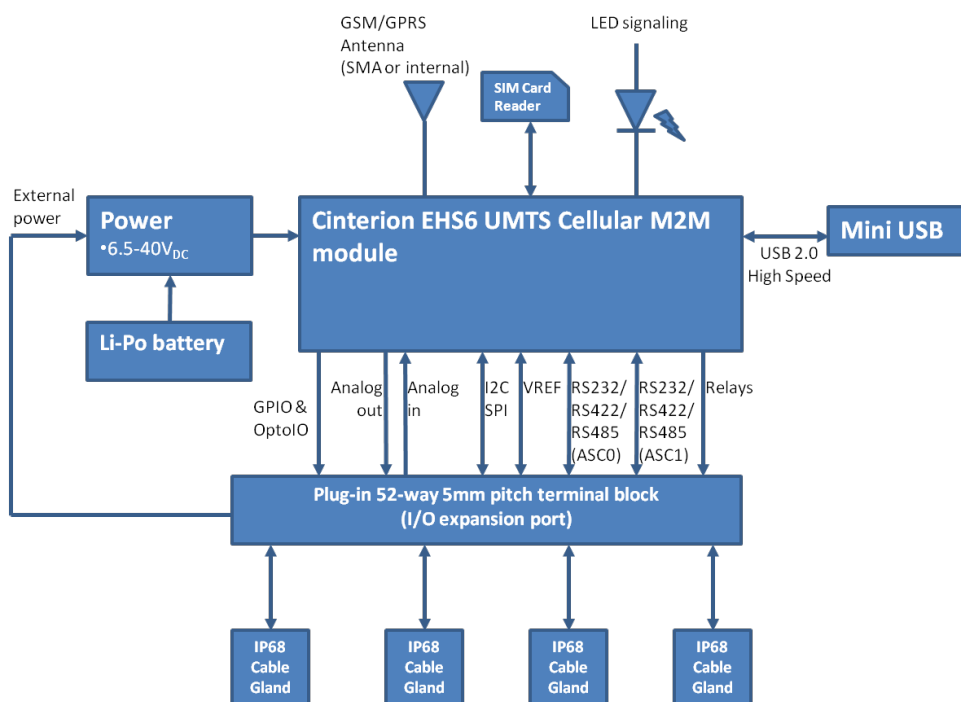 GSM/GPRS
Antenna
(SMA or internal)
LED signaling
SIM Card
Reader
External
power
Power
•6.5-40VDC
Cinterion EHS6 UMTS Cellular M2M
module
Mini USB
USB 2.0
High Speed
Li-Po battery
GPIO &
OptoIO
Analog
out
Analog
in
I2C
SPI
VREF
RS232/
RS422/
RS485
(ASC0)
RS232/
RS422/
RS485
(ASC1)
Relays
Plug-in 52-way 5mm pitch terminal block
(I/O expansion port)
IP68
Cable
Gland
IP68
Cable
Gland
IP68
Cable
Gland
IP68
Cable
Gland